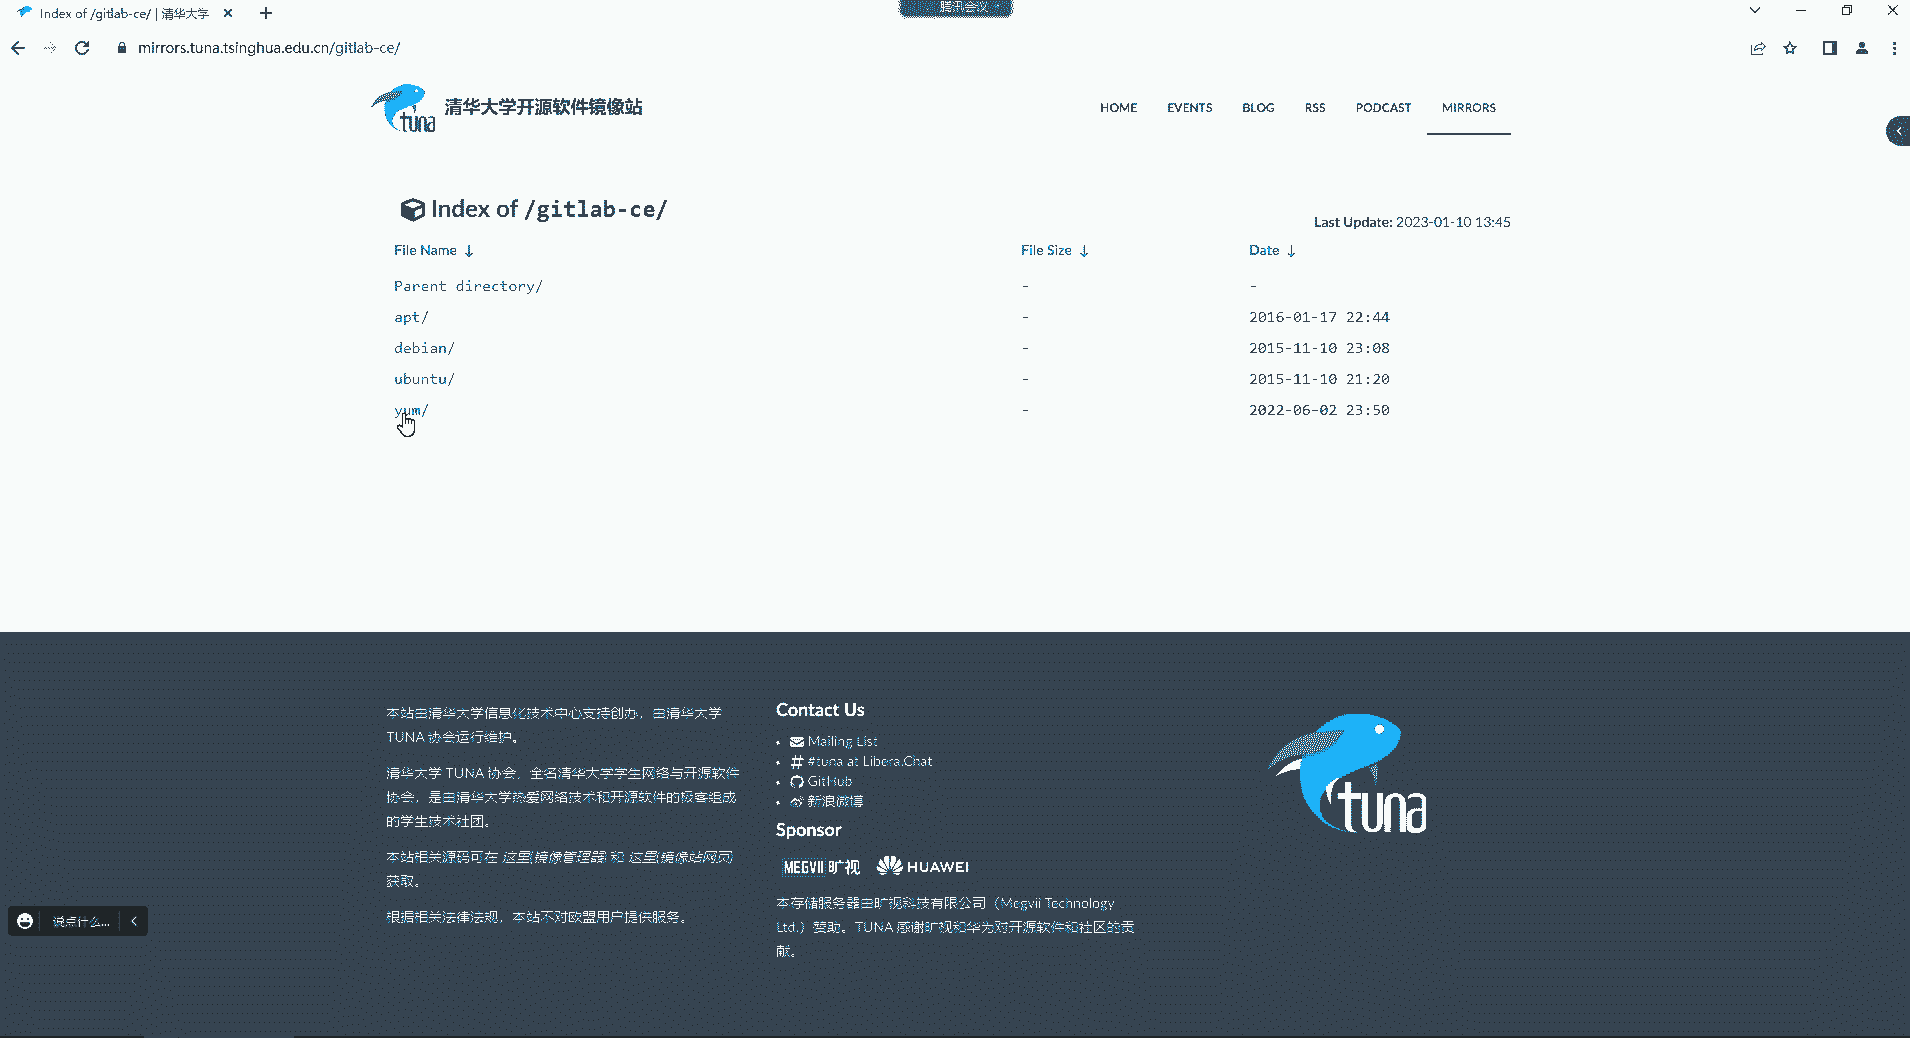 Index of /gitlab-ce/ | 清华大学
腾讯会议
mirrors.tuna.tsinghua.edu.cn/gitlab-ce/
tuna
清华大学开源软件镜像站
HOME EVENTS BLOG RSS PODCAST MIRRORS
Index of /gitlab-ce/
Last Update: 2023-01-10 13:45
File Name ↓ File Size ↓ Date ↓
Parent directory/ - -
apt/ - 2016-01-17 22:44
debian/ - 2015-11-10 23:08
ubuntu/ - 2015-11-10 21:20
yum/ - 2022-06-02 23:50
本站由清华大学信息化技术中心支持创办，由清华大学
TUNA 协会运行维护。
清华大学 TUNA 协会，全名清华大学学生网络与开源软件
协会，是由清华大学热爱网络技术和开源软件的极客组成
的学生技术社团。
本站相关源码可在 这里(镜像管理器) 和 这里(镜像站网页)
获取。
根据相关法律法规，本站不对欧盟用户提供服务。
Contact Us
Mailing List
#tuna at Libera.Chat
GitHub
新浪微博
Sponsor
MEGVII 旷视 HUAWEI
本存储服务器由旷视科技有限公司（Megvii Technology
Ltd.）赞助。TUNA 感谢旷视和华为对开源软件和社区的贡
献。
tuna
说点什么...